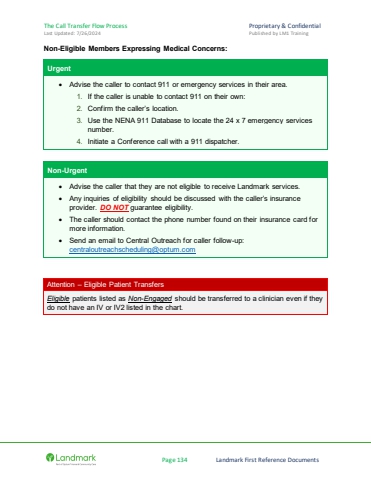 The Call Transfer Flow Process
Proprietary & Confidential
Last updated: 7/26/2024
Published by LMK Training
Non-Eligible Members Expressing Medical Concerns:
Urgent
• Advise the caller to contact 911 or emergency services in their area.
1. If the caller is unable to contact 911 on their own:
2. Confirm the caller's location.
3. Use the NENA 911 Database to locate the 24 x 7 emergency services
number.
4. Initiate a Conference call with a 911 dispatcher.
Non-Urgent
• Advise the caller that they are not eligible to receive Landmark services.
• Any inquiries of eligibility should be discussed with the caller's insurance
provider. DO NOT guarantee eligibility.
• The caller should contact the phone number found on their insurance card for
more information.
• Send an email to Central Outreach for caller follow-up:
centraloutreachscheduling@optum.com
Attention – Eligible Patient Transfers
Eligible patients listed as Non-Engaged should be transferred to a clinician even if they
do not have an IV or IV2 listed in the chart.
Landmark
Page 134
Landmark First Reference Documents